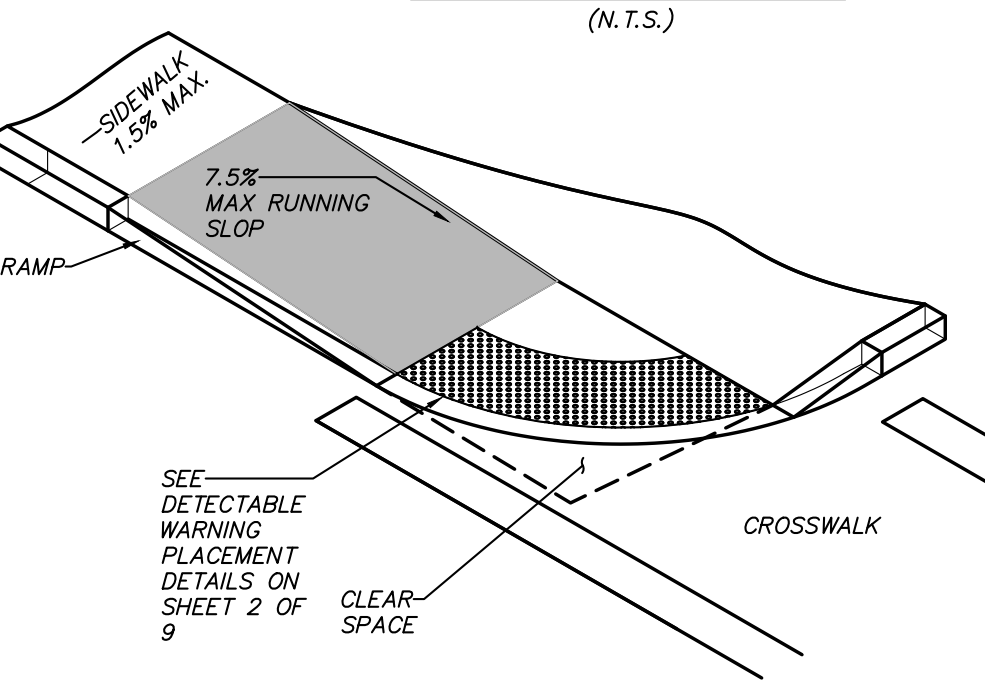 (N.T.S.)
SIDEWALK
1.5% MAX.
7.5%
MAX RUNNING
SLOP
RAMP
SEE
DETECTABLE
WARNING
PLACEMENT
DETAILS ON
SHEET 2 OF
9
CLEAR
SPACE
CROSSWALK